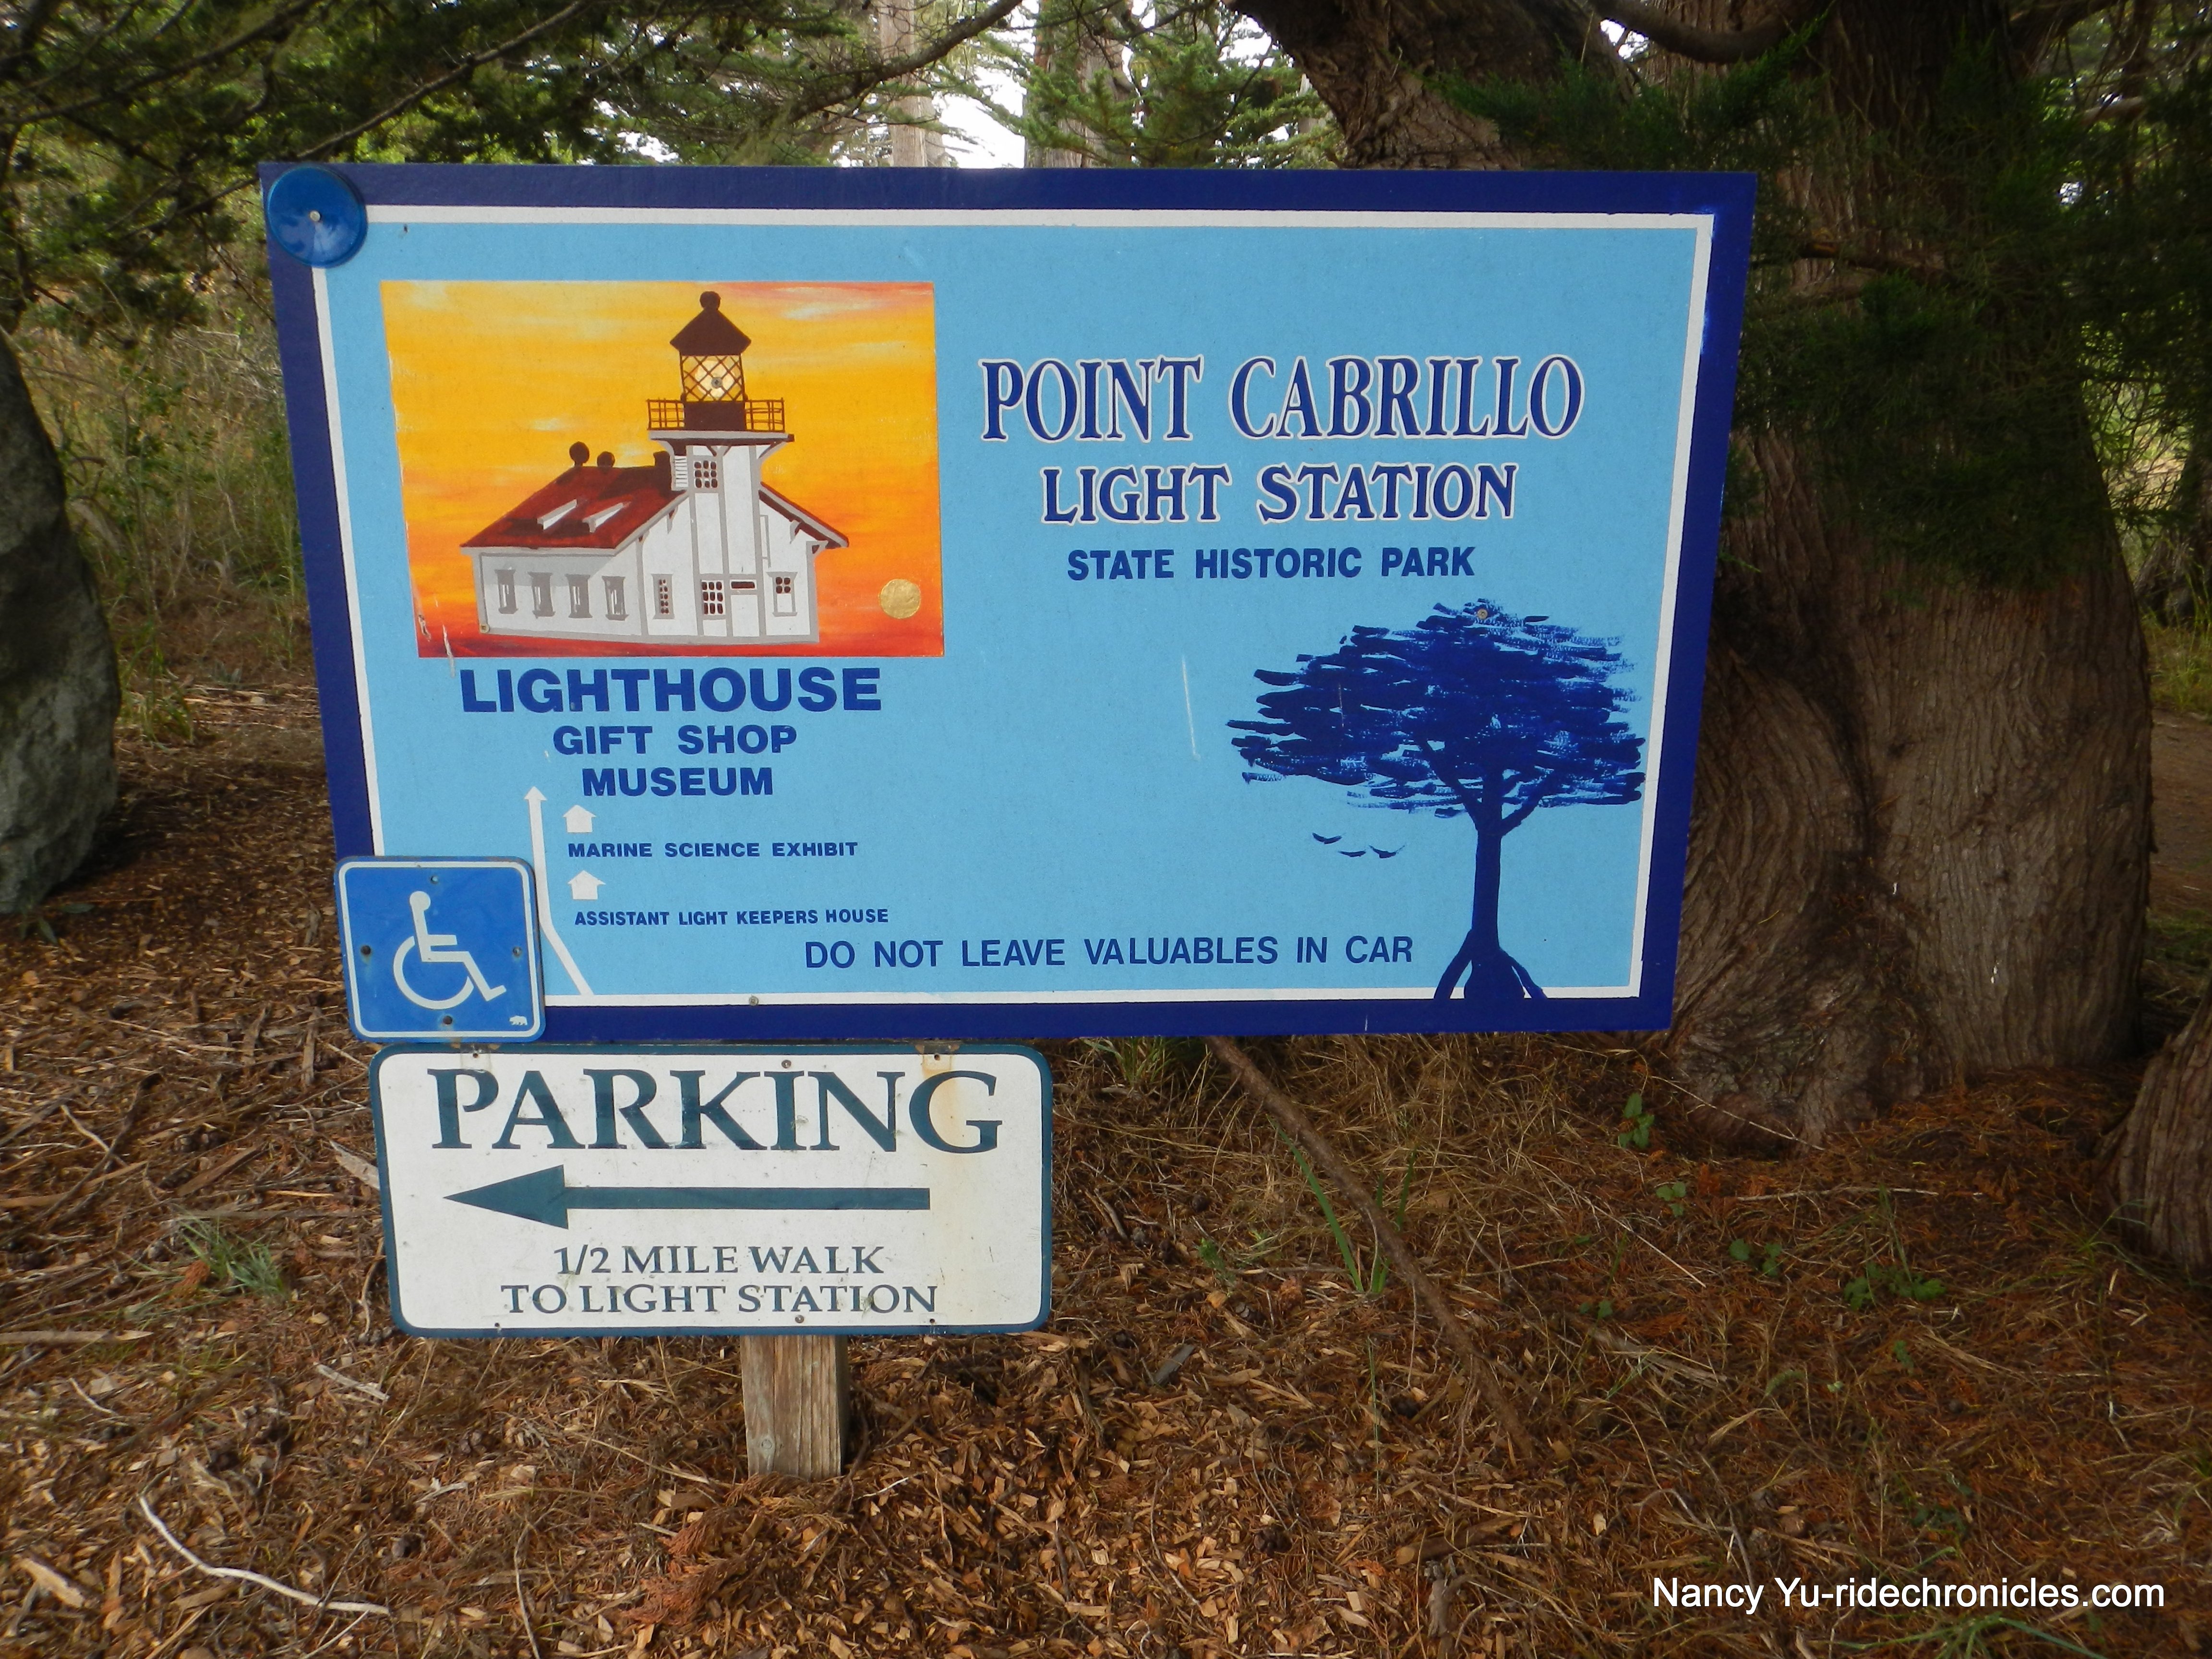 POINT CABRILLO
LIGHT STATION
STATE HISTORIC PARK
LIGHTHOUSE
GIFT SHOP
MUSEUM
MARINE SCIENCE EXHIBIT
ASSISTANT LIGHT KEEPERS HOUSE
DO NOT LEAVE VALUABLES IN CAR
PARKING
1/2 MILE WALK
TO LIGHT STATION
Nancy Yu-ridechronicles.com